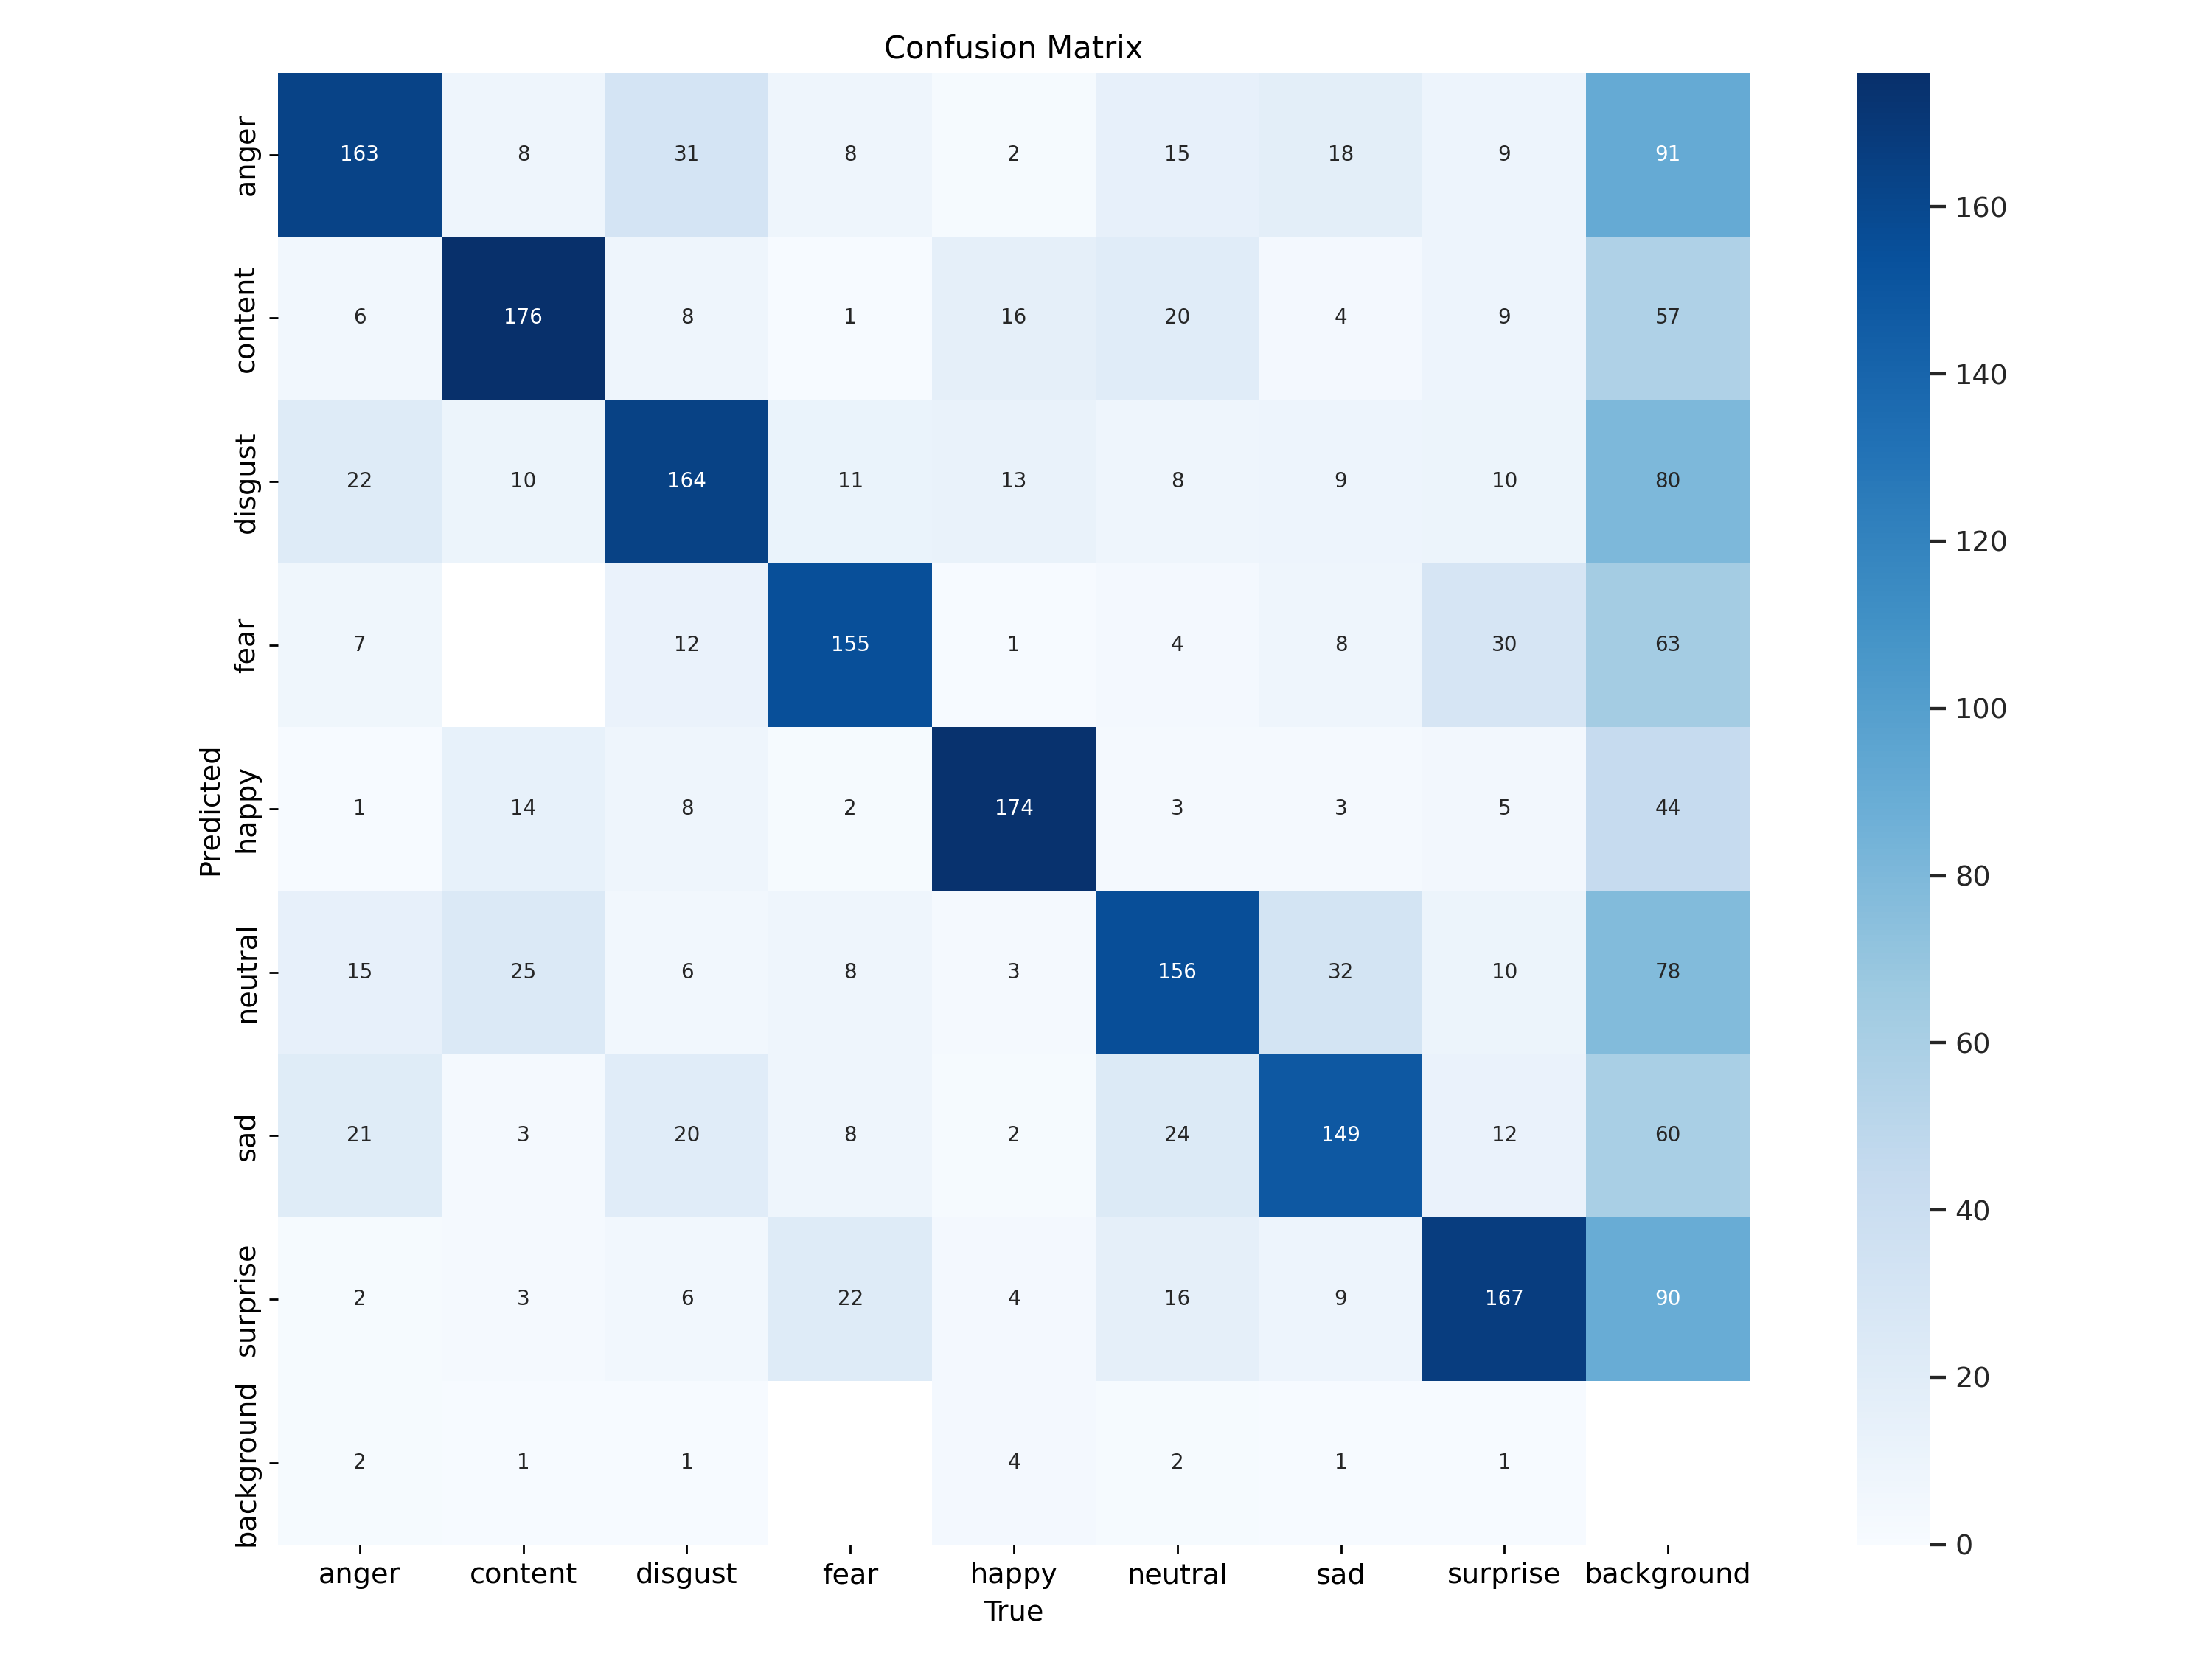 Confusion Matrix
anger 163 8 31 8 2 15 18 9 91
content 6 176 8 1 16 20 4 9 57
disgust 22 10 164 11 13 8 9 10 80
fear 7 12 155 1 4 8 30 63
happy 1 14 8 2 174 3 3 5 44
neutral 15 25 6 8 3 156 32 10 78
sad 21 3 20 8 2 24 149 12 60
surprise 2 3 6 22 4 16 9 167 90
background 2 1 1 4 2 1 1
Predicted
anger content disgust fear happy neutral sad surprise background
True
160
140
120
100
80
60
40
20
0